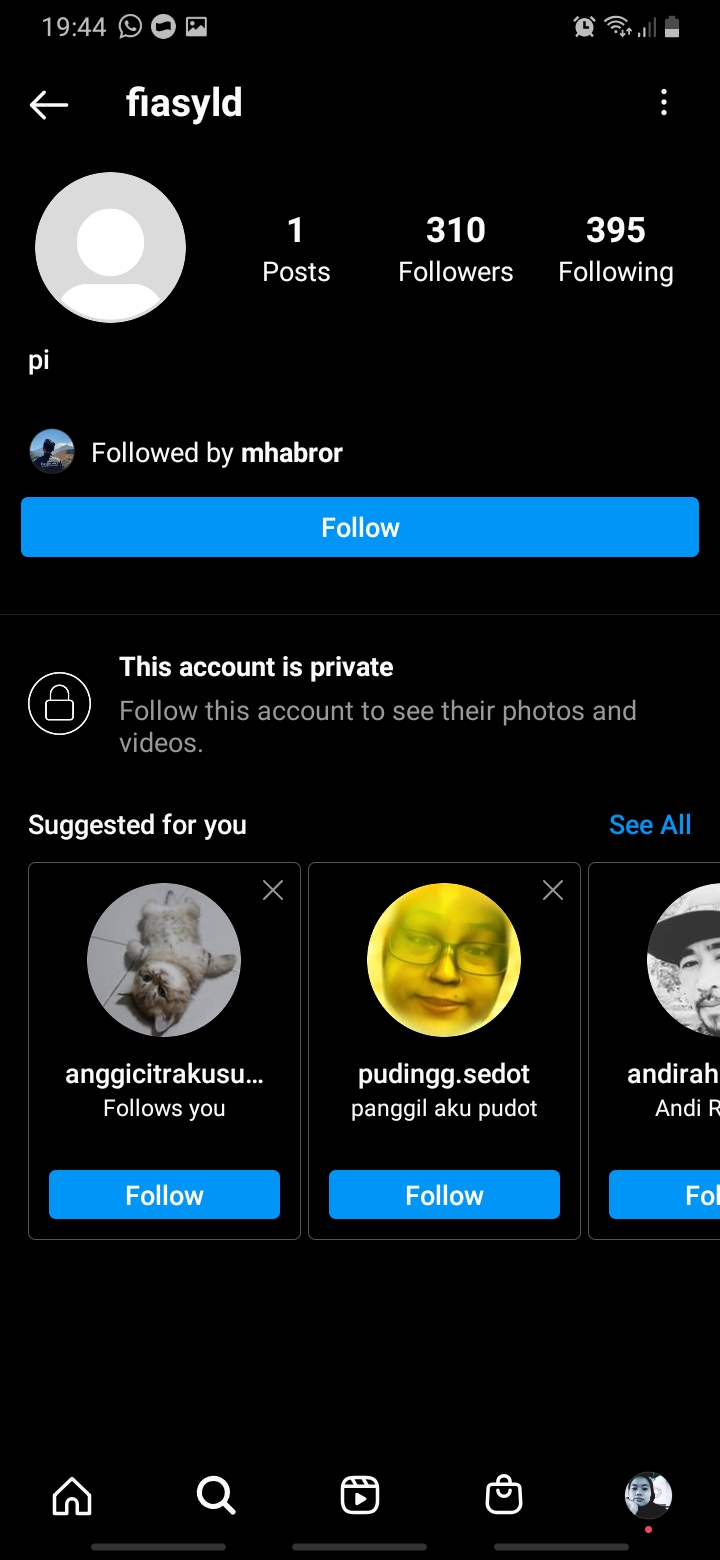 19:44
fiasyld
1 310 395
Posts Followers Following
pi
Followed by mhabror
Follow
This account is private
Follow this account to see their photos and
videos.
Suggested for you See All
anggicitrakusu... pudingg.sedot andirah
Follows you panggil aku pudot Andi R
Follow Follow Fol